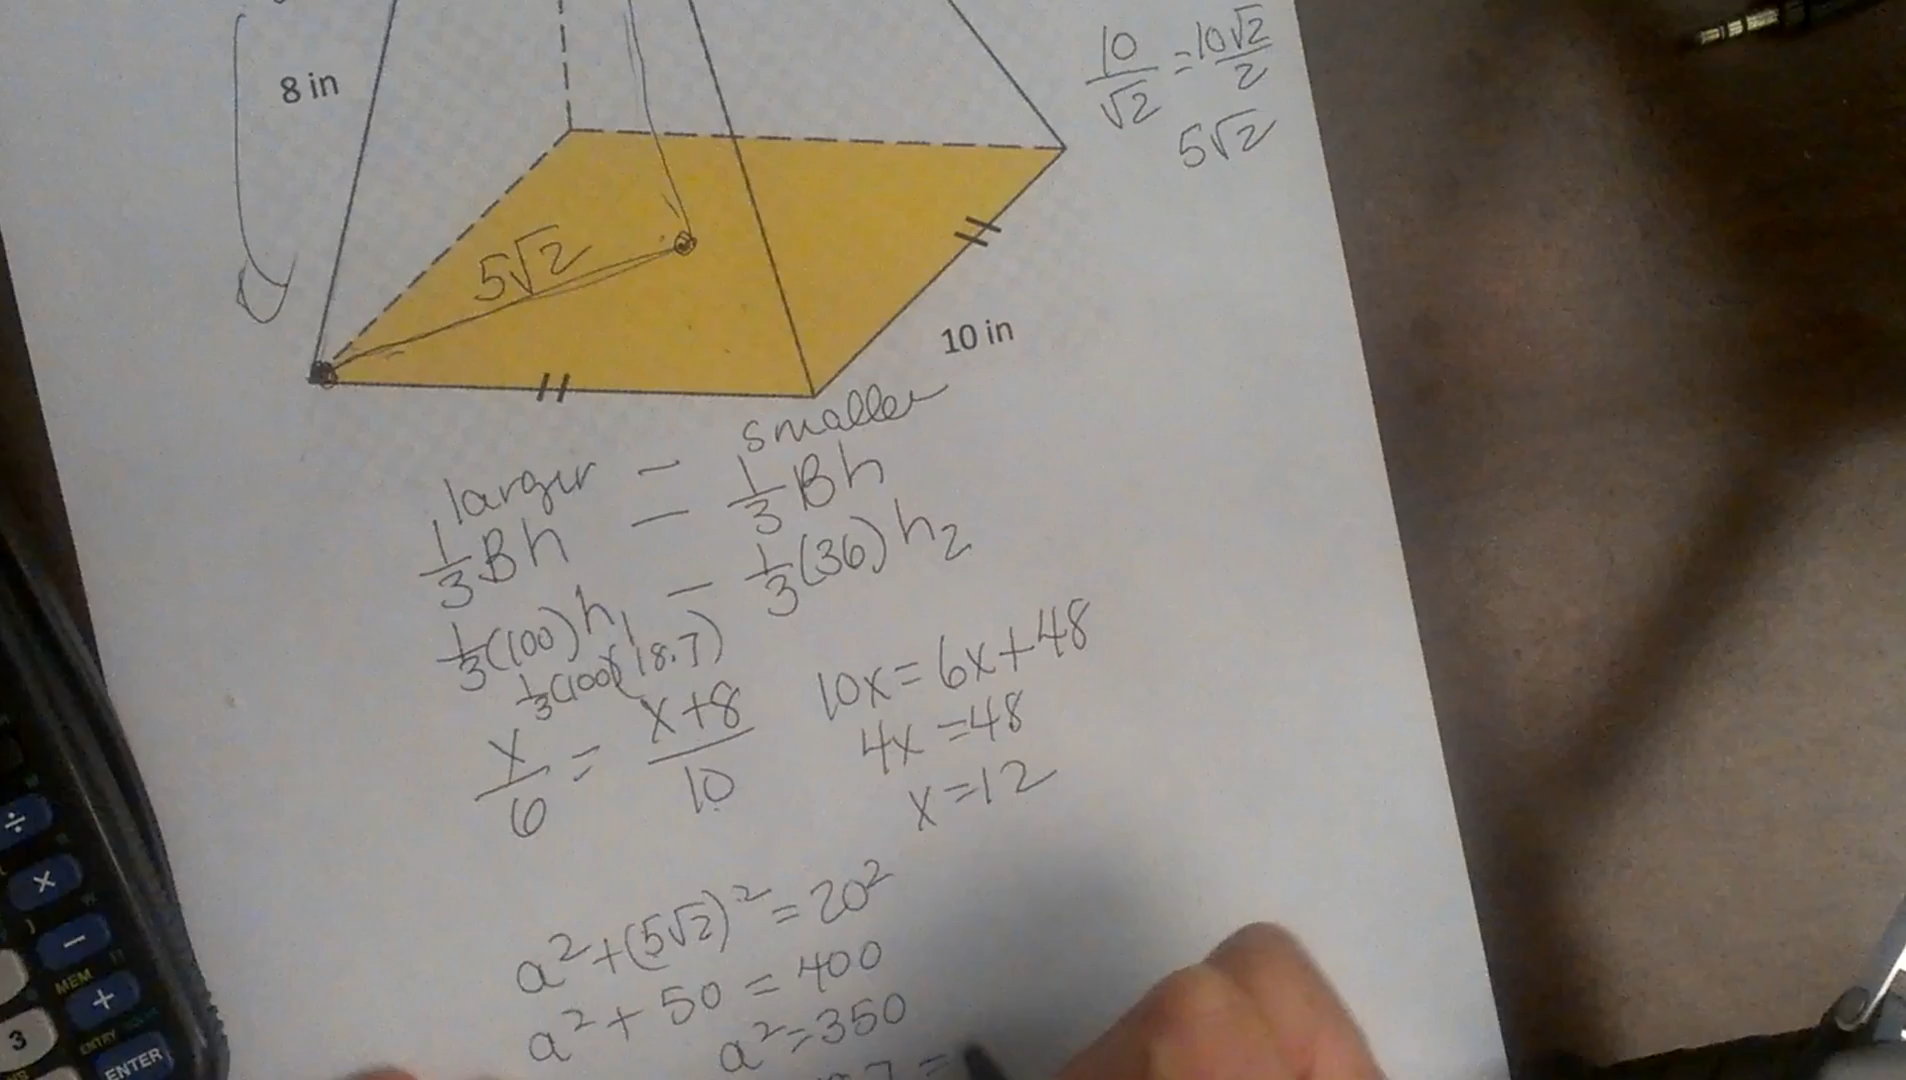 8 in
10/√2 = 10√2/2
5√2
5√2
10 in
larger - smaller
1/3 Bh - 1/3 Bh
1/3(100)h₁ - 1/3(36)h₂
1/3(100)(18.7)
x/6 = x+8/10
10x = 6x+48
4x = 48
x = 12
a²+(5√2)² = 20²
a² + 50 = 400
a² = 350
÷
×
−
MEM
+
3
ENTRY
ENTER